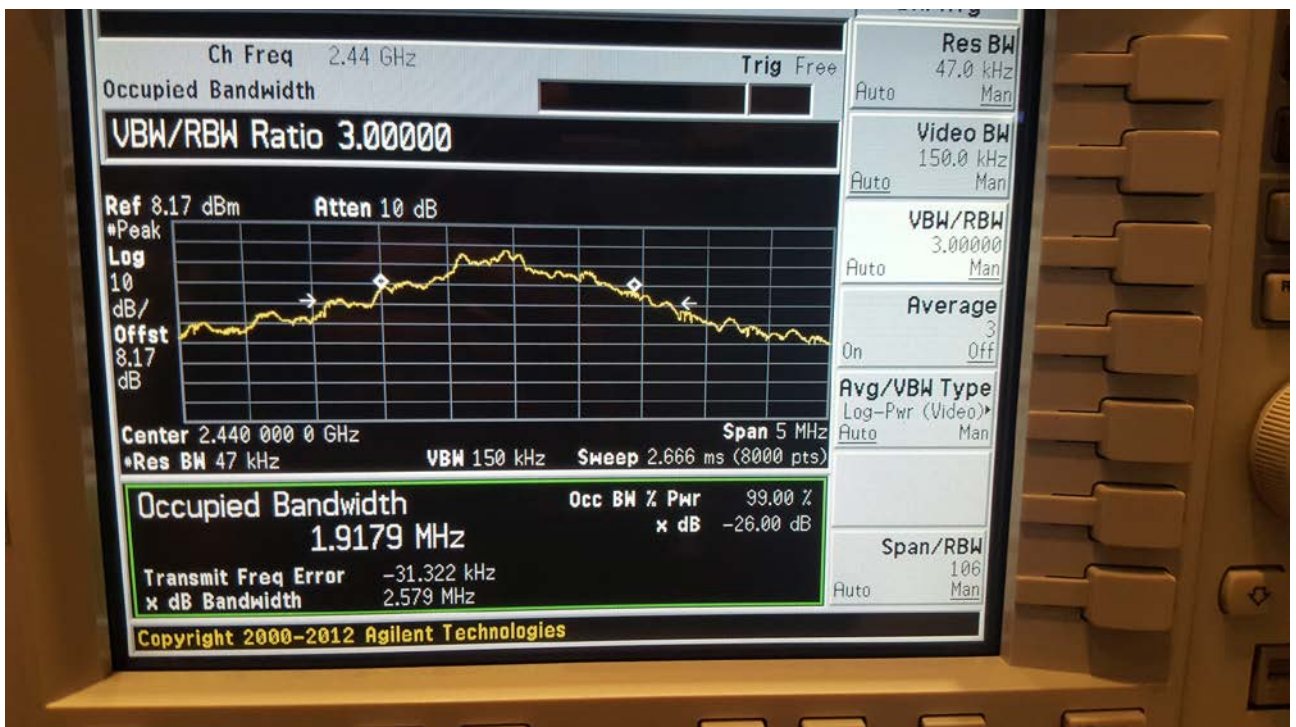 Ch Freq 2.44 GHz Trig Free
Occupied Bandwidth
VBW/RBW Ratio 3.00000
Ref 8.17 dBm Atten 10 dB
*Peak
Log
10
dB/
Offst
8.17
dB
Center 2.440 000 0 GHz Span 5 MHz
*Res BW 47 kHz VBW 150 kHz Sweep 2.666 ms (8000 pts)
Occupied Bandwidth Occ BW % Pwr 99.00 %
1.9179 MHz x dB -26.00 dB
Transmit Freq Error -31.322 kHz
x dB Bandwidth 2.579 MHz
Copyright 2000-2012 Agilent Technologies
Res BW
47.0 kHz
Auto Man
Video BW
150.0 kHz
Auto Man
VBW/RBW
3.00000
Auto Man
Average
3
On Off
Avg/VBW Type
Log-Pwr (Video)▸
Auto Man
Span/RBW
106
Auto Man